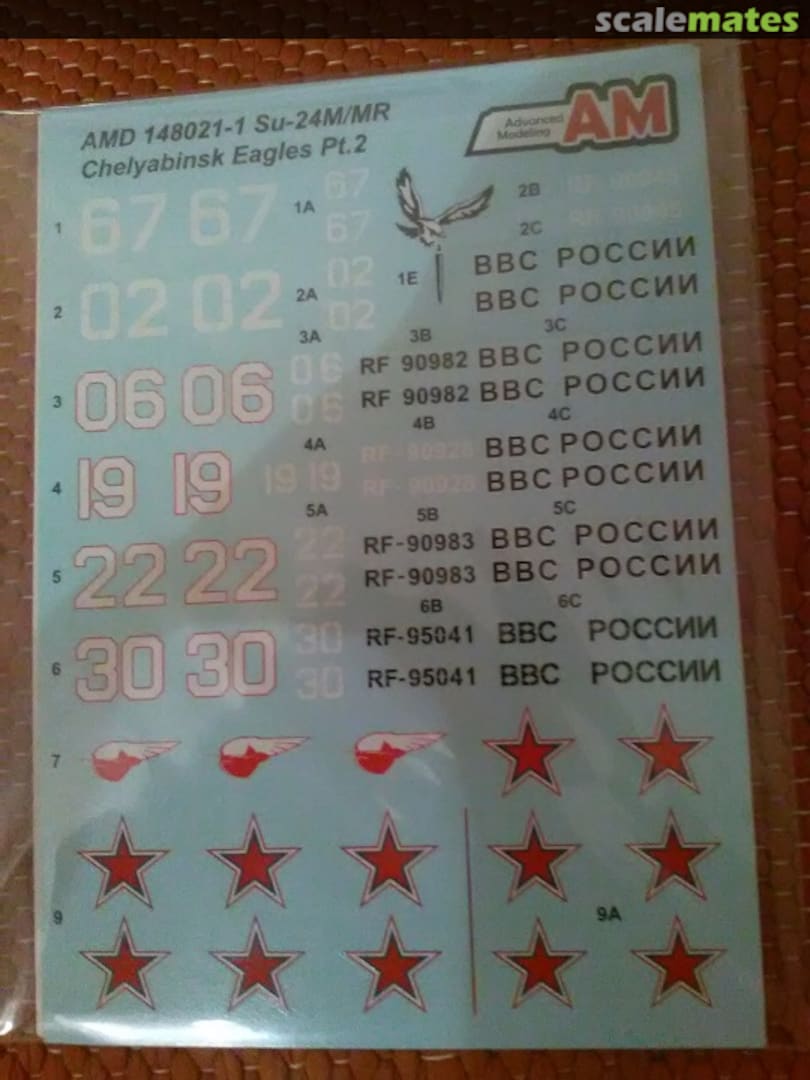 scalemates
AMD 148021-1 Su-24M/MR
Chelyabinsk Eagles Pt.2
Advanced
Modeling
AM
1 67 67 1A 67
67
2B
2C
2 02 02 2A 02
02
1E
ВВС РОССИИ
ВВС РОССИИ
3A 3B 3C
3 06 06 06 RF 90982 ВВС РОССИИ
06 RF 90982 ВВС РОССИИ
4A 4B 4C
4 19 19 19 19 RF-90928 ВВС РОССИИ
RF-90928 ВВС РОССИИ
5A 5B 5C
5 22 22 22 RF-90983 ВВС РОССИИ
22 RF-90983 ВВС РОССИИ
6B 6C
6 30 30 30 RF-95041 ВВС РОССИИ
30 RF-95041 ВВС РОССИИ
7
9 9A